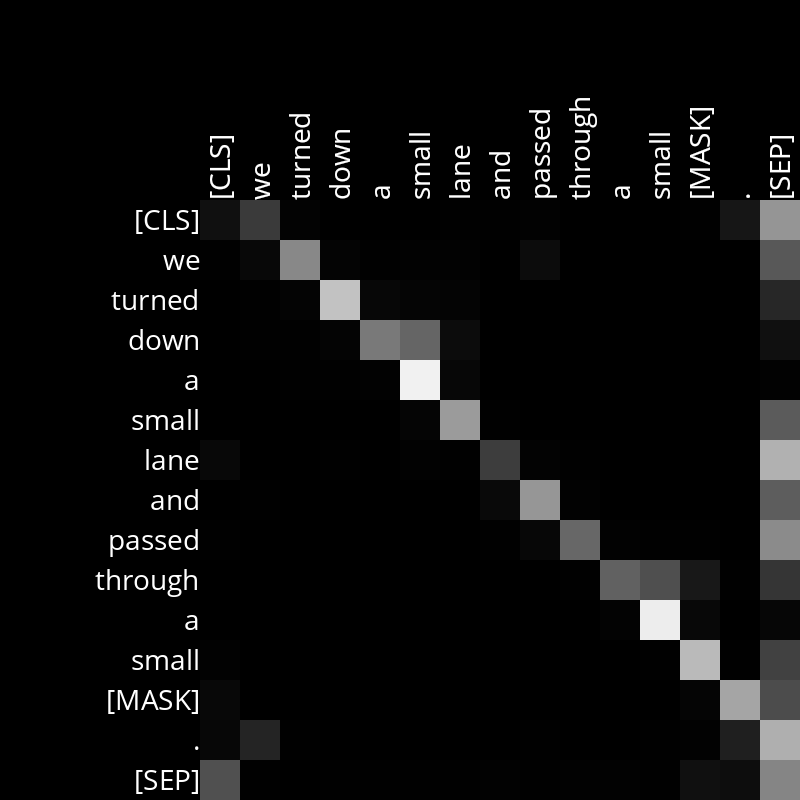 [CLS] we turned down a small lane and passed through a small [MASK] . [SEP]
[CLS]
we
turned
down
a
small
lane
and
passed
through
a
small
[MASK]
.
[SEP]